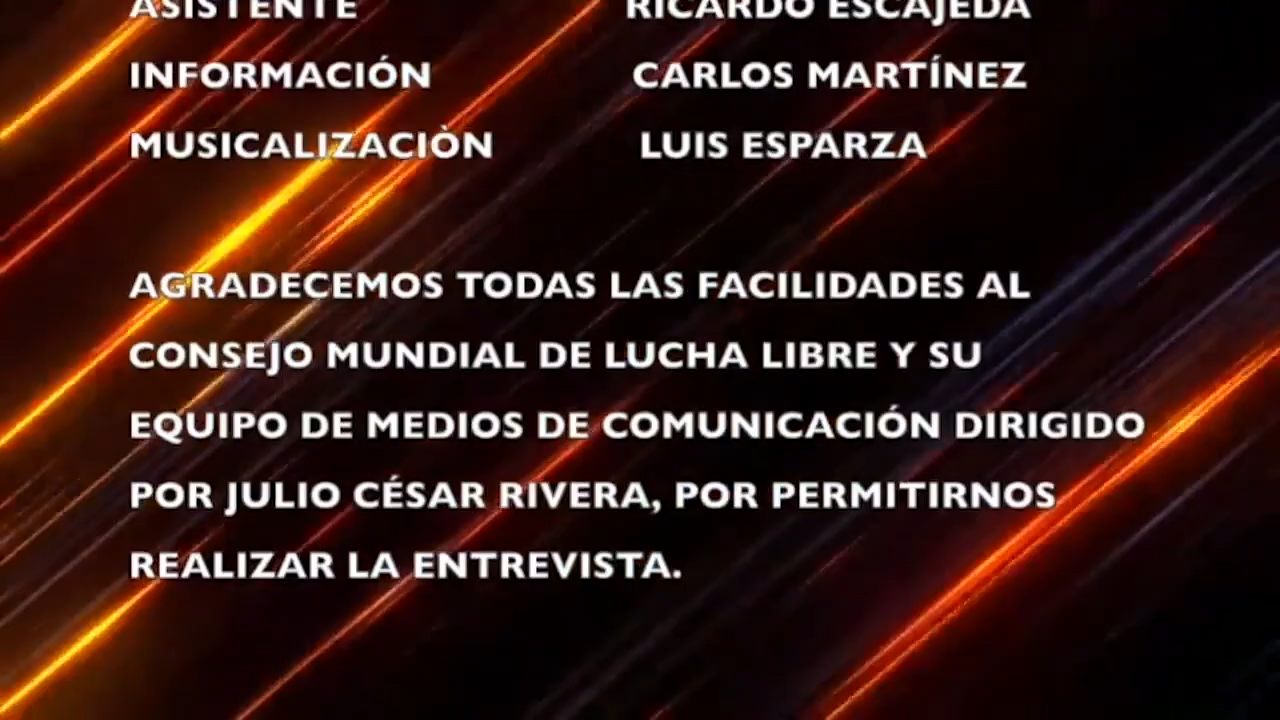 ASISTENTE RICARDO ESCAJEDA
INFORMACIÓN CARLOS MARTÍNEZ
MUSICALIZACIÒN LUIS ESPARZA
AGRADECEMOS TODAS LAS FACILIDADES AL
CONSEJO MUNDIAL DE LUCHA LIBRE Y SU
EQUIPO DE MEDIOS DE COMUNICACIÓN DIRIGIDO
POR JULIO CÉSAR RIVERA, POR PERMITIRNOS
REALIZAR LA ENTREVISTA.